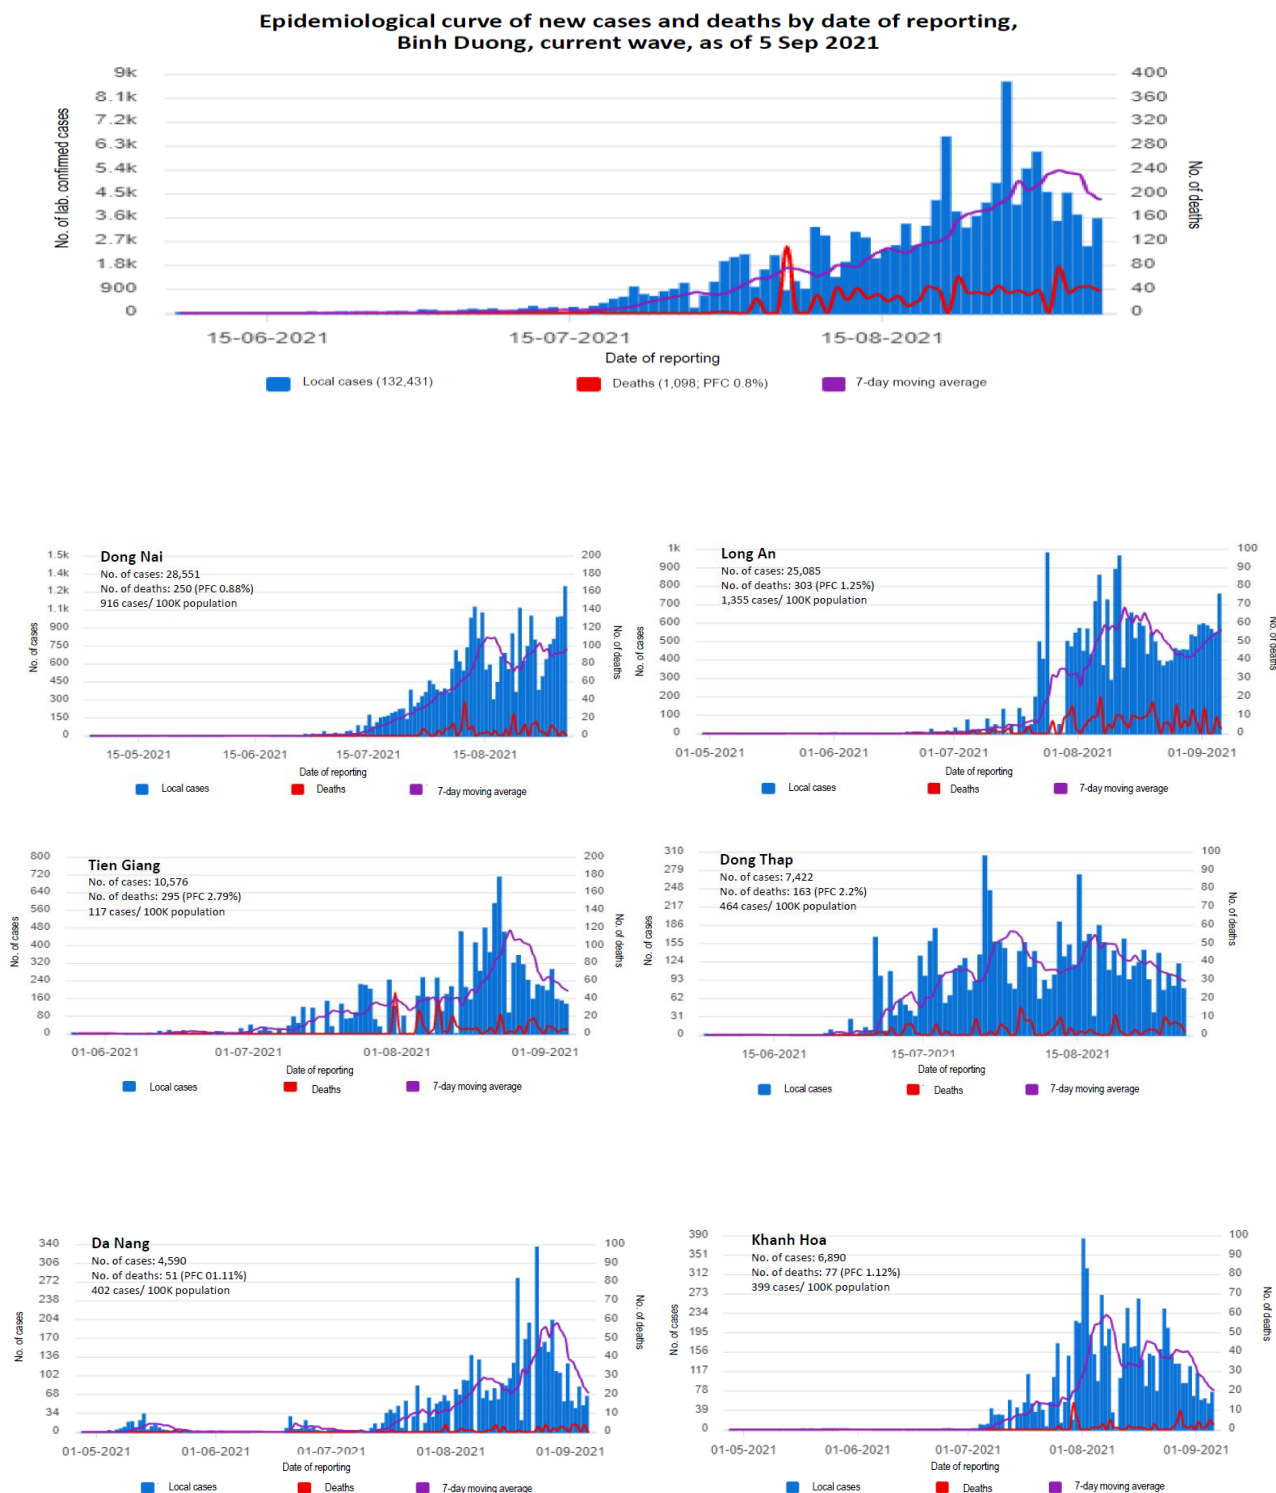 Epidemiological curve of new cases and deaths by date of reporting,
Binh Duong, current wave, as of 5 Sep 2021
No. of lab. confirmed cases
9k
8.1k
7.2k
6.3k
5.4k
4.5k
3.6k
2.7k
1.8k
900
0
400
360
320
280
240
200
160
120
80
40
0
No. of deaths
15-06-2021 15-07-2021 15-08-2021
Date of reporting
Local cases (132,431) Deaths (1,098; PFC 0.8%) 7-day moving average
Dong Nai
No. of cases: 28,551
No. of deaths: 250 (PFC 0.88%)
916 cases/ 100K population
No. of cases
1.5k
1.4k
1.2k
1.1k
900
750
600
450
300
150
0
200
180
160
140
120
100
80
60
40
20
0
No. of deaths
15-05-2021 15-06-2021 15-07-2021 15-08-2021
Date of reporting
Local cases Deaths 7-day moving average
Long An
No. of cases: 25,085
No. of deaths: 303 (PFC 1.25%)
1,355 cases/ 100K population
No. of cases
1k
900
800
700
600
500
400
300
200
100
0
100
90
80
70
60
50
40
30
20
10
0
No. of deaths
01-05-2021 01-06-2021 01-07-2021 01-08-2021 01-09-2021
Date of reporting
Local cases Deaths 7-day moving average
Tien Giang
No. of cases: 10,576
No. of deaths: 295 (PFC 2.79%)
117 cases/ 100K population
No. of cases
800
720
640
560
480
400
320
240
160
80
0
200
180
160
140
120
100
80
60
40
20
0
No. of deaths
01-06-2021 01-07-2021 01-08-2021 01-09-2021
Date of reporting
Local cases Deaths 7-day moving average
Dong Thap
No. of cases: 7,422
No. of deaths: 163 (PFC 2.2%)
464 cases/ 100K population
No. of cases
310
279
248
217
186
155
124
93
62
31
0
100
90
80
70
60
50
40
30
20
10
0
No. of deaths
15-06-2021 15-07-2021 15-08-2021
Date of reporting
Local cases Deaths 7-day moving average
Da Nang
No. of cases: 4,590
No. of deaths: 51 (PFC 01.11%)
402 cases/ 100K population
No. of cases
340
306
272
238
204
170
136
102
68
34
0
100
90
80
70
60
50
40
30
20
10
0
No. of deaths
01-05-2021 01-06-2021 01-07-2021 01-08-2021 01-09-2021
Date of reporting
Local cases Deaths 7-day moving average
Khanh Hoa
No. of cases: 6,890
No. of deaths: 77 (PFC 1.12%)
399 cases/ 100K population
No. of cases
390
351
312
273
234
195
156
117
78
39
0
100
90
80
70
60
50
40
30
20
10
0
No. of deaths
01-05-2021 01-06-2021 01-07-2021 01-08-2021 01-09-2021
Date of reporting
Local cases Deaths 7-day moving average